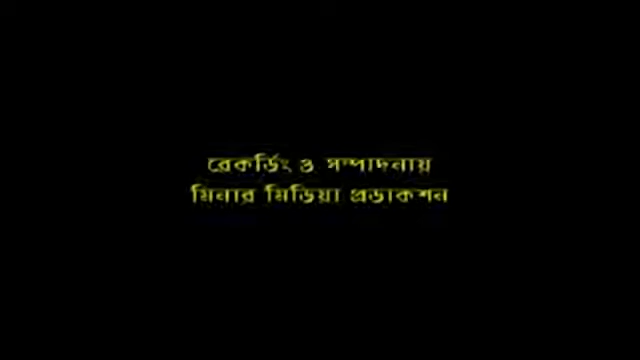 রেকর্ডিং ও সম্পাদনায়
মিনার মিডিয়া প্রডাকশন